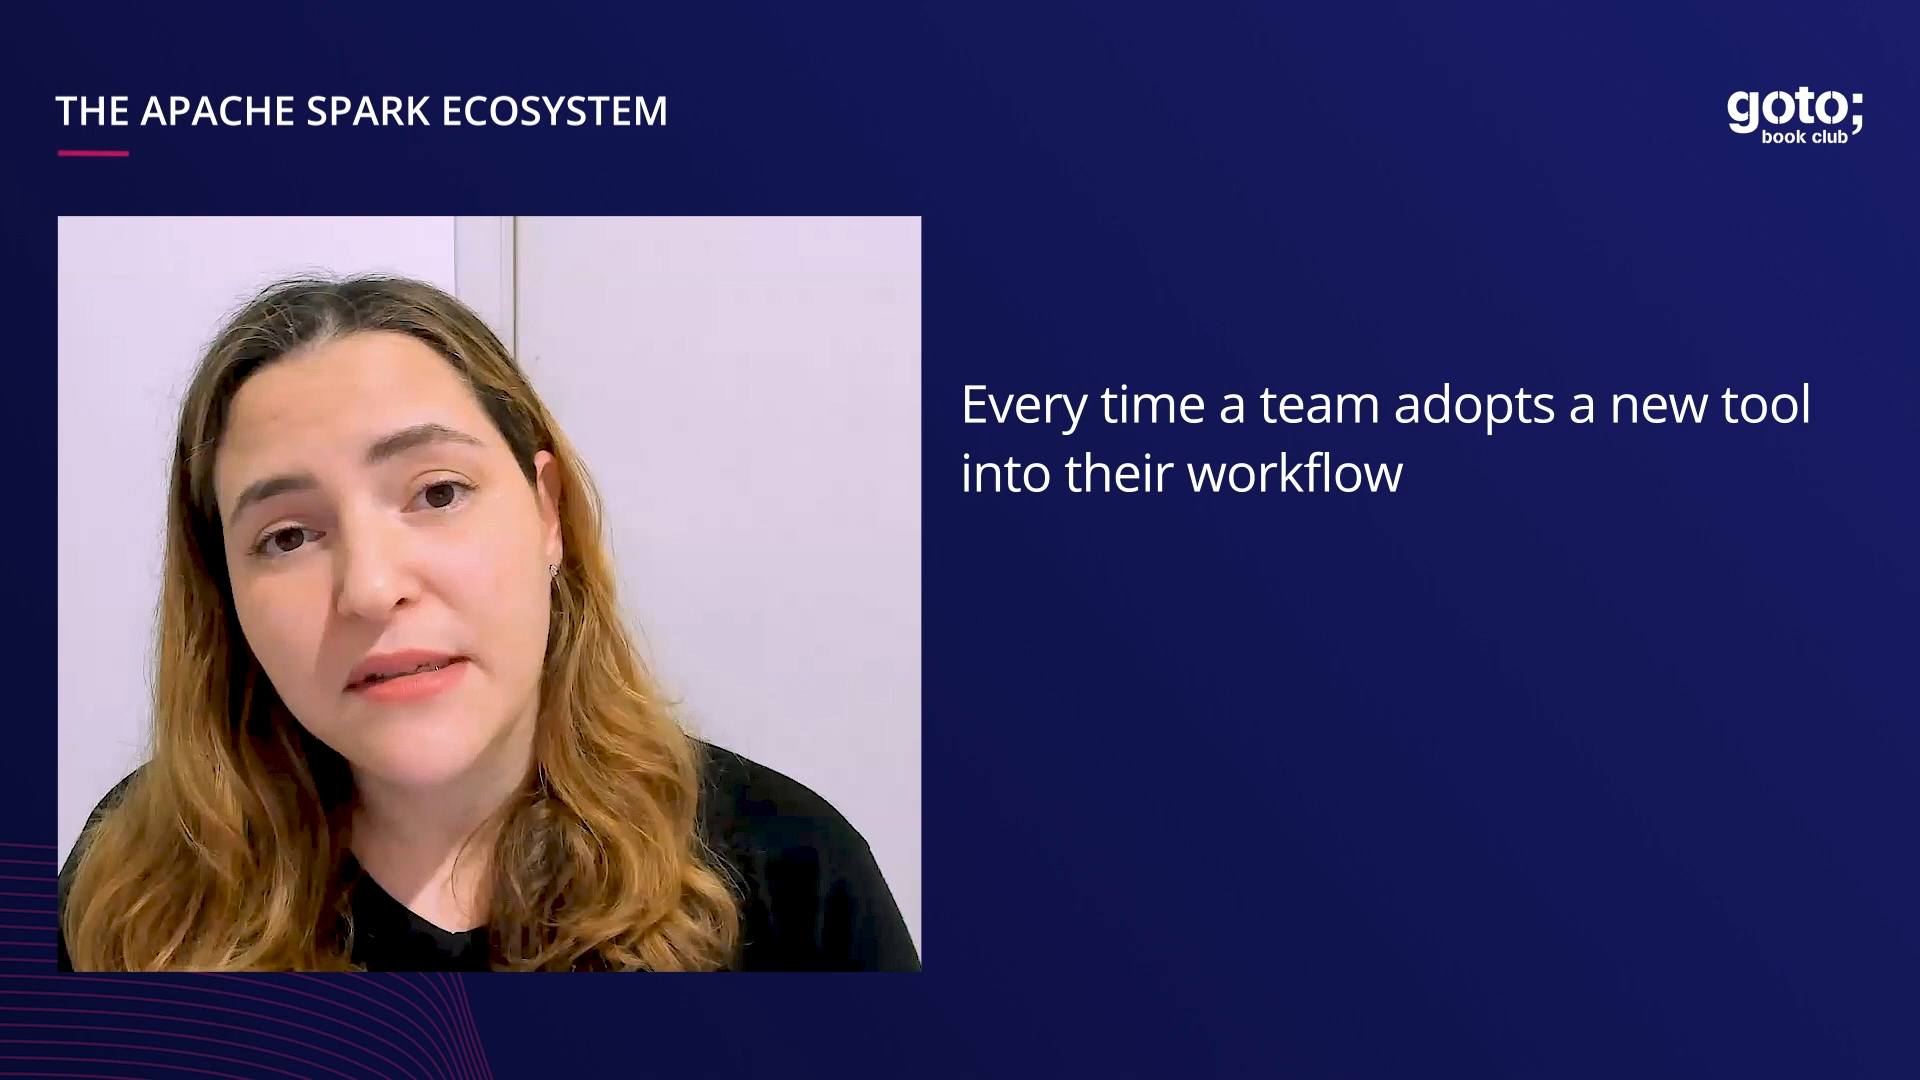 THE APACHE SPARK ECOSYSTEM
goto;
book club
Every time a team adopts a new tool
into their workflow